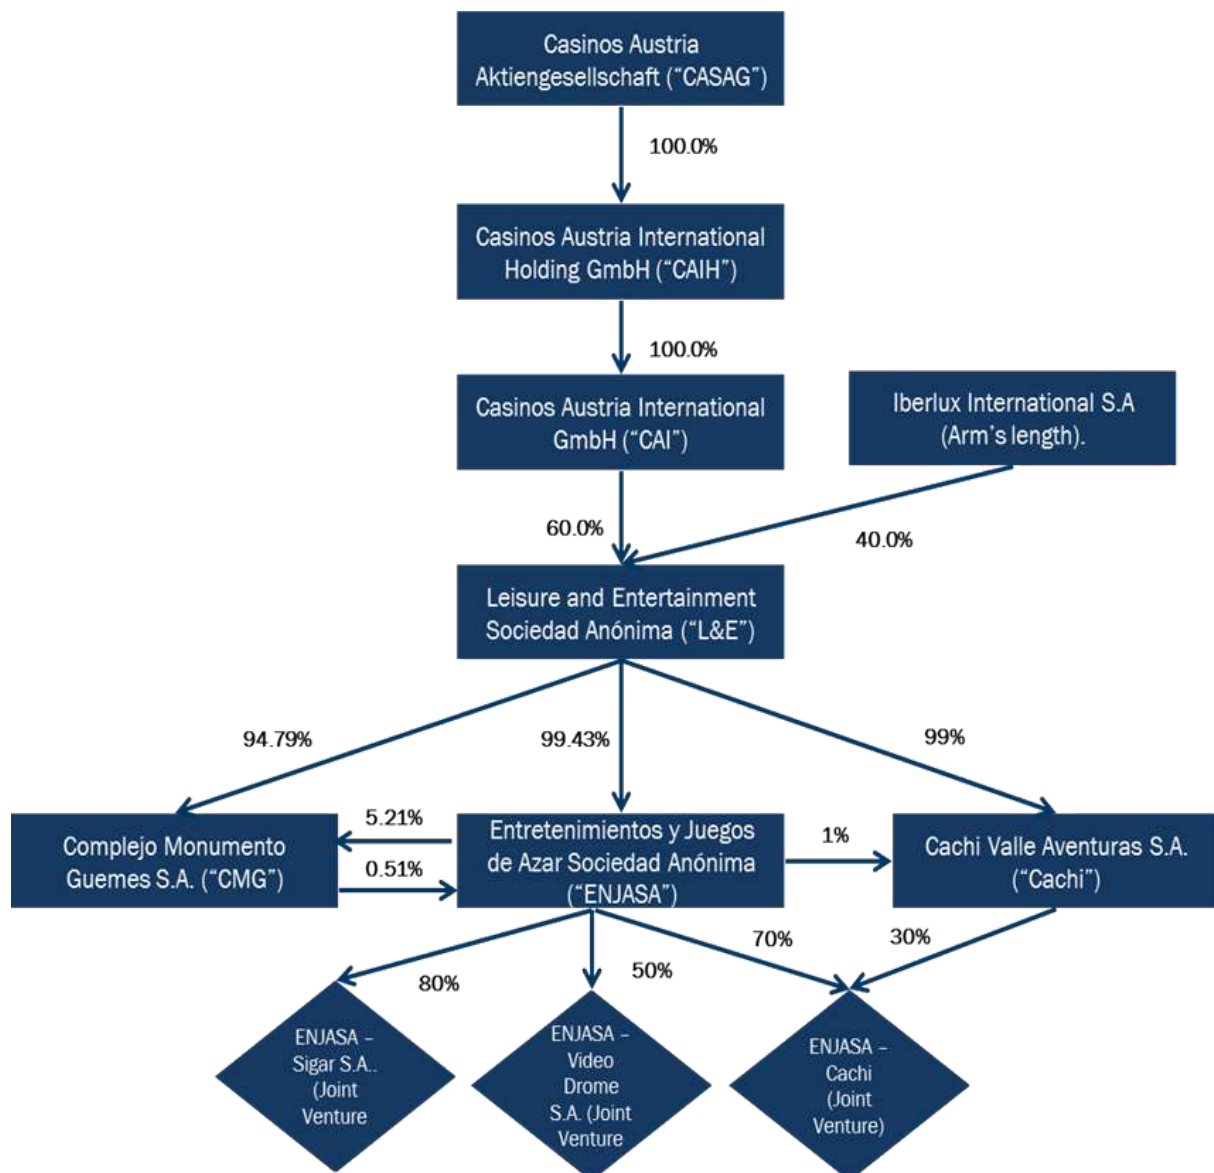 Casinos Austria
Aktiengesellschaft (“CASAG”)
100.0%
Casinos Austria International
Holding GmbH (“CAIH”)
100.0%
Casinos Austria International
GmbH (“CAI”)
Iberlux International S.A
(Arm’s length).
60.0%
40.0%
Leisure and Entertainment
Sociedad Anónima (“L&E”)
94.79%
99.43%
99%
Complejo Monumento
Guemes S.A. (“CMG”)
5.21%
0.51%
Entretenimientos y Juegos
de Azar Sociedad Anónima
(“ENJASA”)
1%
Cachi Valle Aventuras S.A.
(“Cachi”)
80%
50%
70%
30%
ENJASA –
Sigar S.A..
(Joint
Venture
ENJASA –
Video
Drome
S.A. (Joint
Venture
ENJASA –
Cachi
(Joint
Venture)